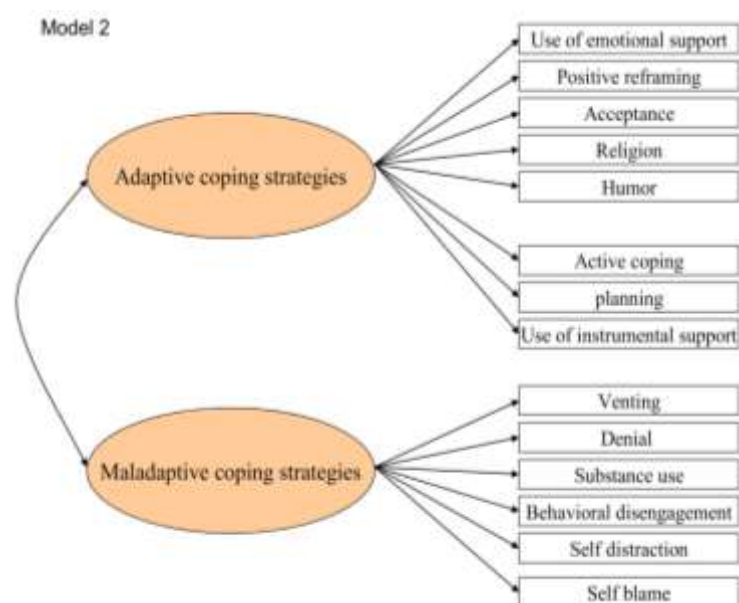 Model 2
Use of emotional support
Positive reframing
Acceptance
Religion
Humor
Adaptive coping strategies
Active coping
planning
Use of instrumental support
Venting
Denial
Substance use
Behavioral disengagement
Self distraction
Self blame
Maladaptive coping strategies